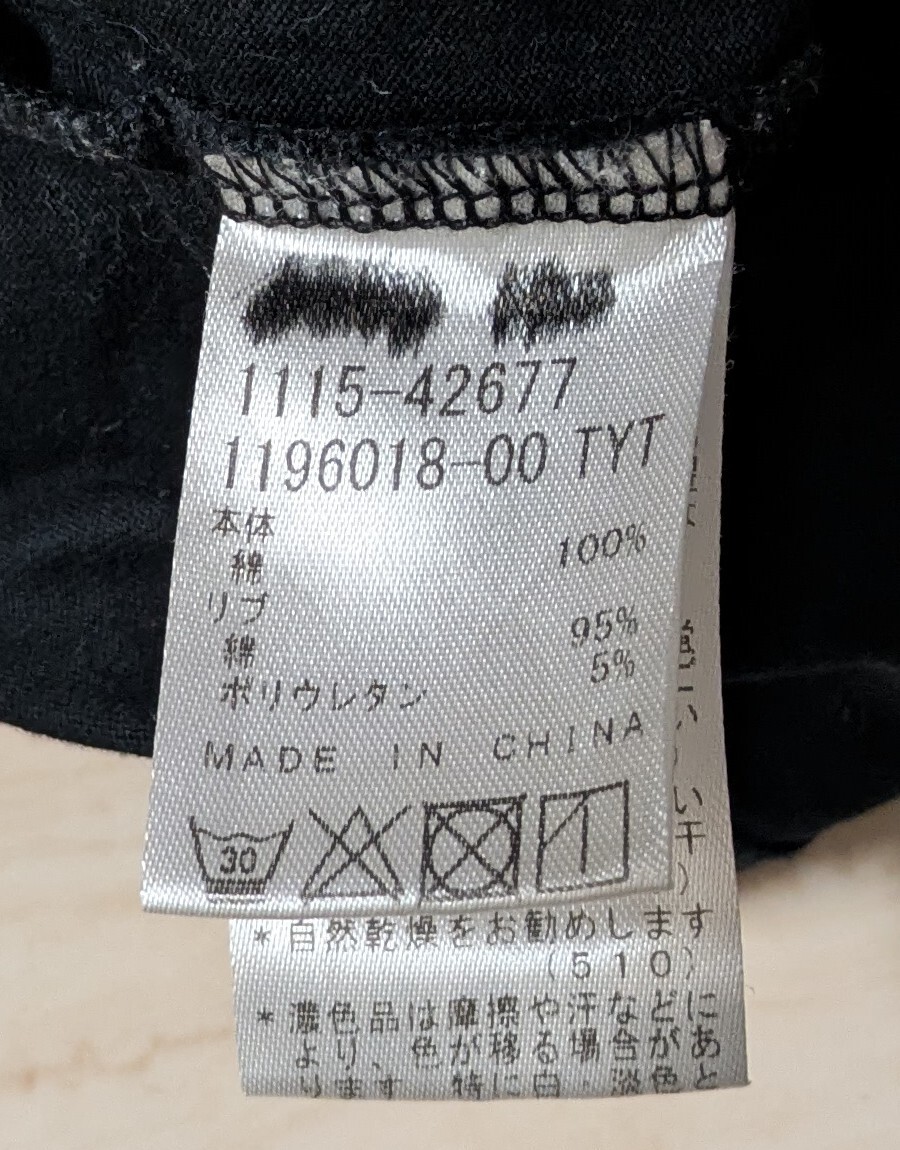 1115-42677
1196018-00 TYT
本体
綿 100%
リブ
綿 95%
ポリウレタン 5%
MADE IN CHINA
30
*自然乾燥をお勧めします
(510)
*濃色品は摩擦や汗などに
より、色が移る場合があ
ります 特に白・淡色と